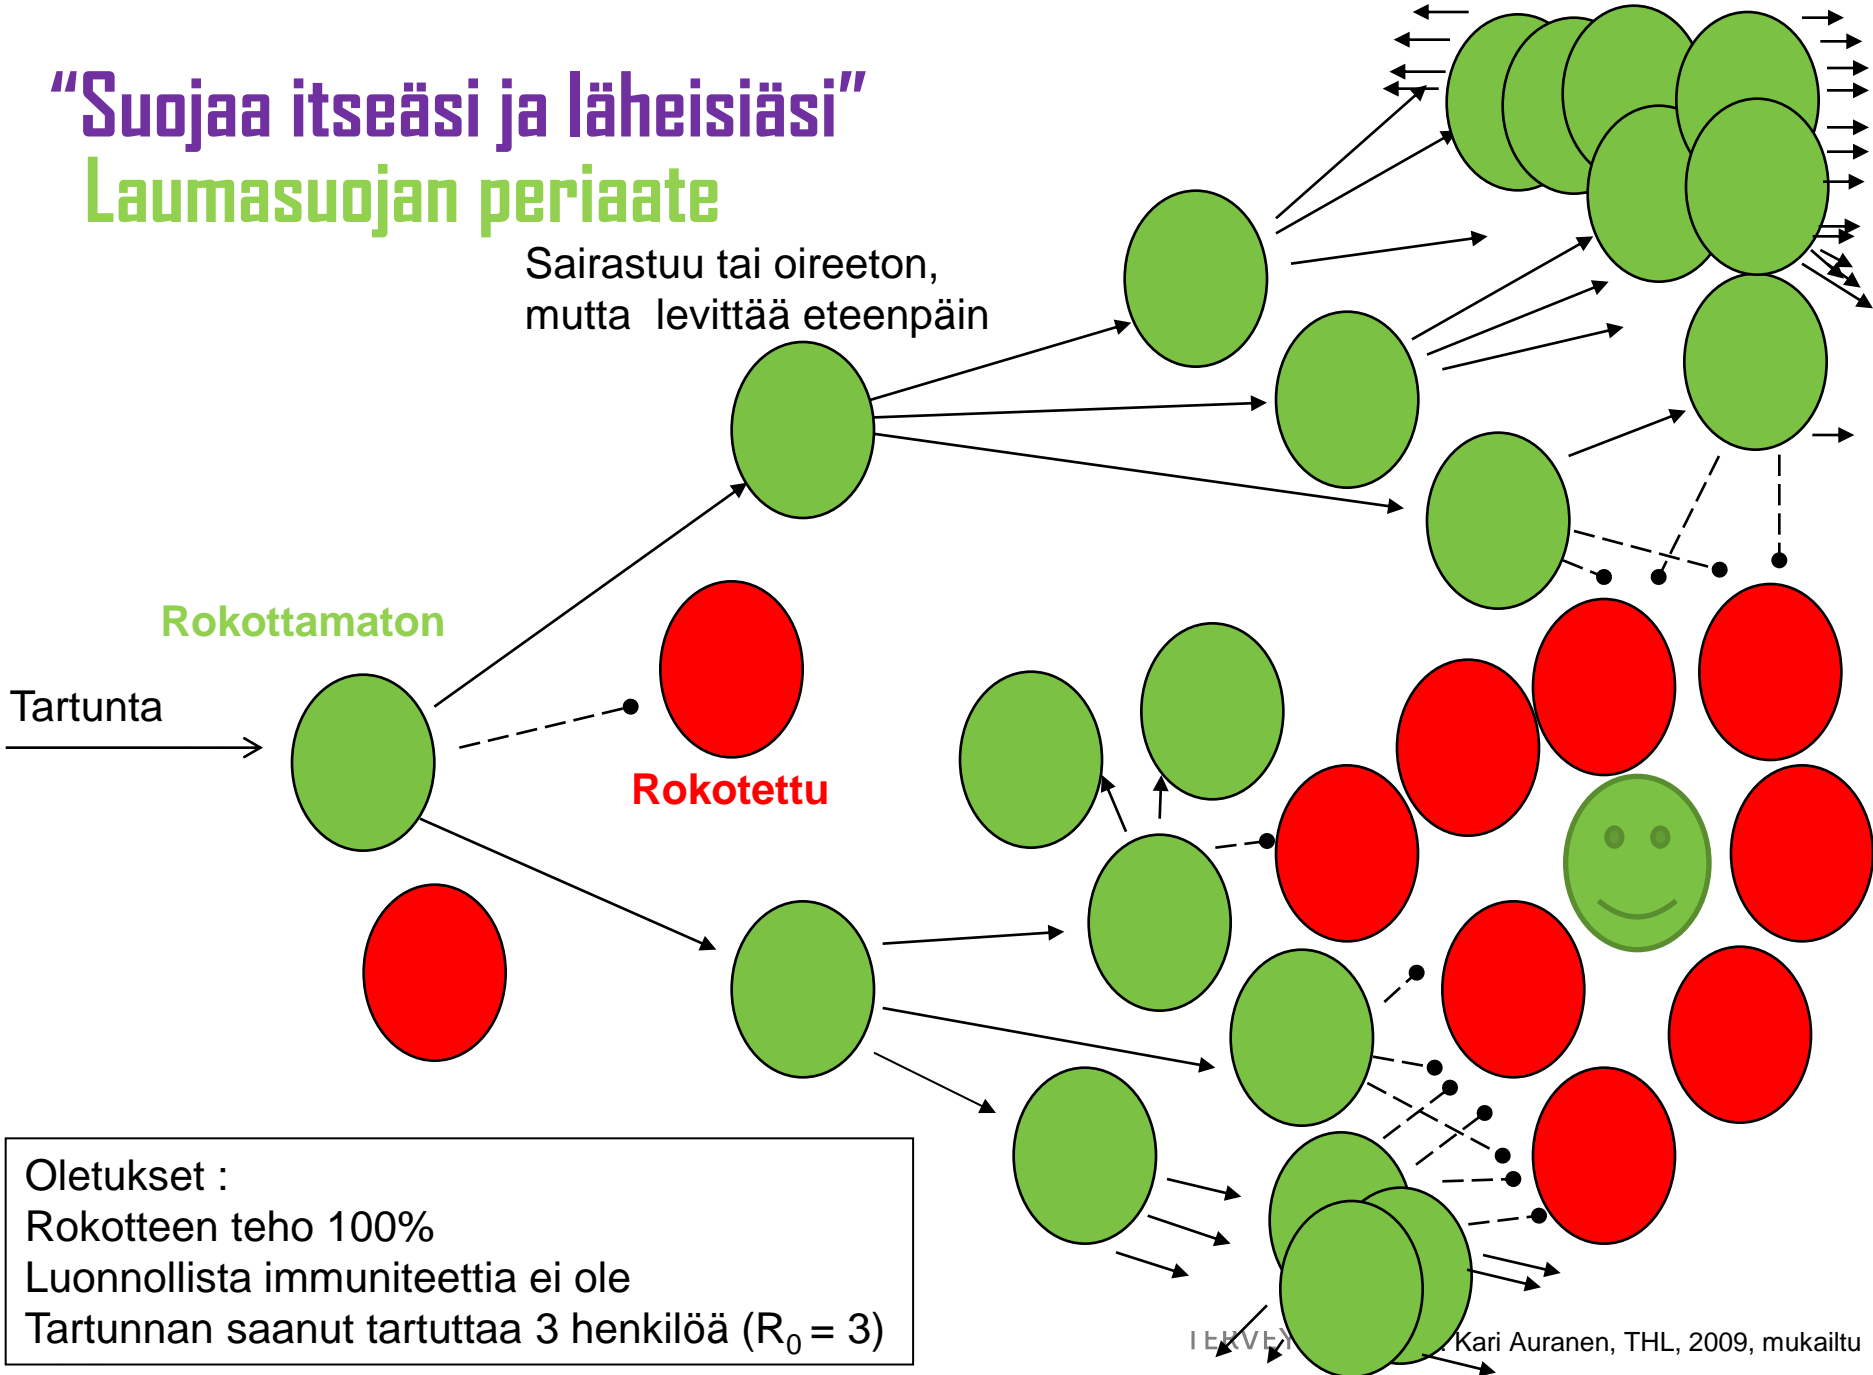 “Suojaa itseäsi ja läheisiäsi”
Laumasuojan periaate
Sairastuu tai oireeton,
mutta levittää eteenpäin
Rokottamaton
Tartunta
Rokotettu
Oletukset :
Rokotteen teho 100%
Luonnollista immuniteettia ei ole
Tartunnan saanut tartuttaa 3 henkilöä (R₀ = 3)
Kari Auranen, THL, 2009, mukailtu